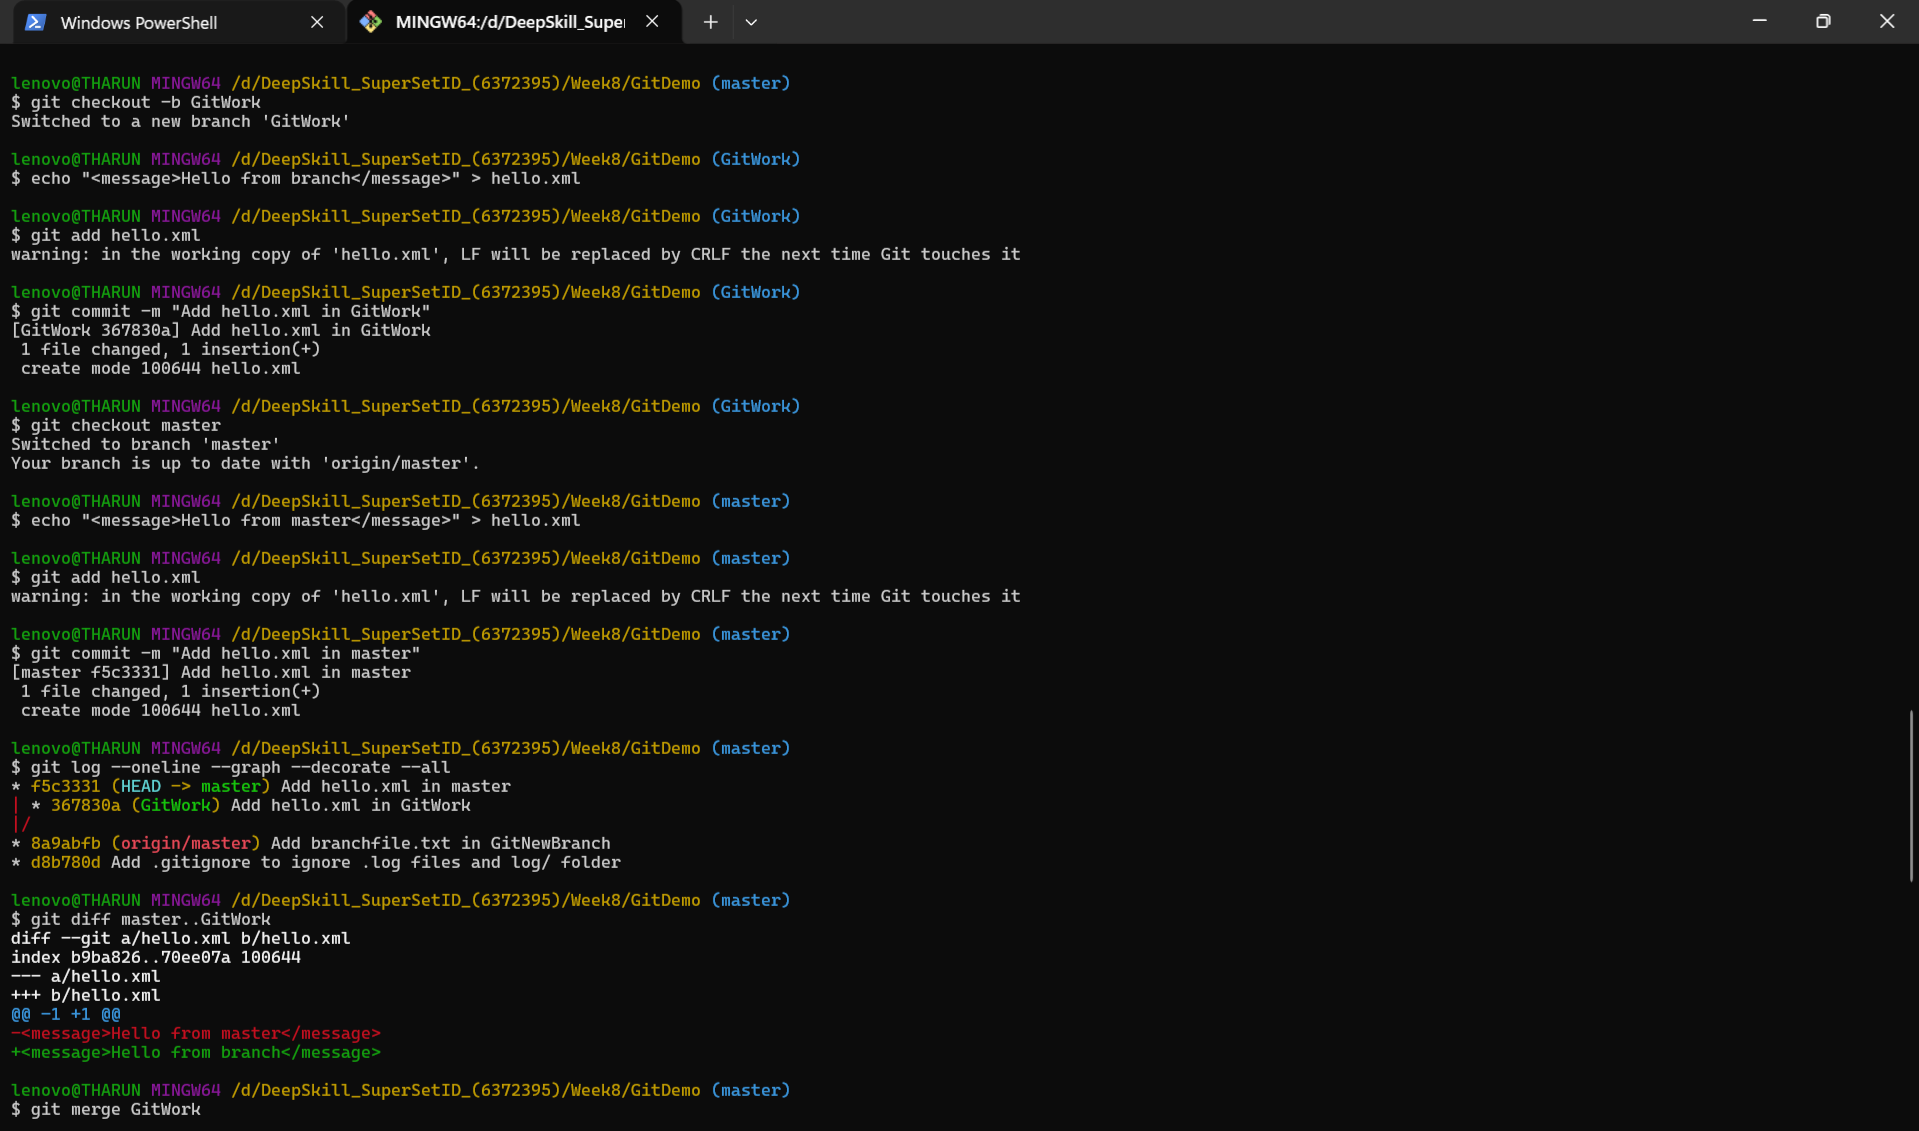 Windows PowerShell
MINGW64:/d/DeepSkill_Super
lenovo@THARUN MINGW64 /d/DeepSkill_SuperSetID_(6372395)/Week8/GitDemo (master)
$ git checkout -b GitWork
Switched to a new branch 'GitWork'
lenovo@THARUN MINGW64 /d/DeepSkill_SuperSetID_(6372395)/Week8/GitDemo (GitWork)
$ echo "<message>Hello from branch</message>" > hello.xml
lenovo@THARUN MINGW64 /d/DeepSkill_SuperSetID_(6372395)/Week8/GitDemo (GitWork)
$ git add hello.xml
warning: in the working copy of 'hello.xml', LF will be replaced by CRLF the next time Git touches it
lenovo@THARUN MINGW64 /d/DeepSkill_SuperSetID_(6372395)/Week8/GitDemo (GitWork)
$ git commit -m "Add hello.xml in GitWork"
[GitWork 367830a] Add hello.xml in GitWork
 1 file changed, 1 insertion(+)
 create mode 100644 hello.xml
lenovo@THARUN MINGW64 /d/DeepSkill_SuperSetID_(6372395)/Week8/GitDemo (GitWork)
$ git checkout master
Switched to branch 'master'
Your branch is up to date with 'origin/master'.
lenovo@THARUN MINGW64 /d/DeepSkill_SuperSetID_(6372395)/Week8/GitDemo (master)
$ echo "<message>Hello from master</message>" > hello.xml
lenovo@THARUN MINGW64 /d/DeepSkill_SuperSetID_(6372395)/Week8/GitDemo (master)
$ git add hello.xml
warning: in the working copy of 'hello.xml', LF will be replaced by CRLF the next time Git touches it
lenovo@THARUN MINGW64 /d/DeepSkill_SuperSetID_(6372395)/Week8/GitDemo (master)
$ git commit -m "Add hello.xml in master"
[master f5c3331] Add hello.xml in master
 1 file changed, 1 insertion(+)
 create mode 100644 hello.xml
lenovo@THARUN MINGW64 /d/DeepSkill_SuperSetID_(6372395)/Week8/GitDemo (master)
$ git log --oneline --graph --decorate --all
* f5c3331 (HEAD -> master) Add hello.xml in master
| * 367830a (GitWork) Add hello.xml in GitWork
|/
* 8a9abfb (origin/master) Add branchfile.txt in GitNewBranch
* d8b780d Add .gitignore to ignore .log files and log/ folder
lenovo@THARUN MINGW64 /d/DeepSkill_SuperSetID_(6372395)/Week8/GitDemo (master)
$ git diff master..GitWork
diff --git a/hello.xml b/hello.xml
index b9ba826..70ee07a 100644
--- a/hello.xml
+++ b/hello.xml
@@ -1 +1 @@
-<message>Hello from master</message>
+<message>Hello from branch</message>
lenovo@THARUN MINGW64 /d/DeepSkill_SuperSetID_(6372395)/Week8/GitDemo (master)
$ git merge GitWork